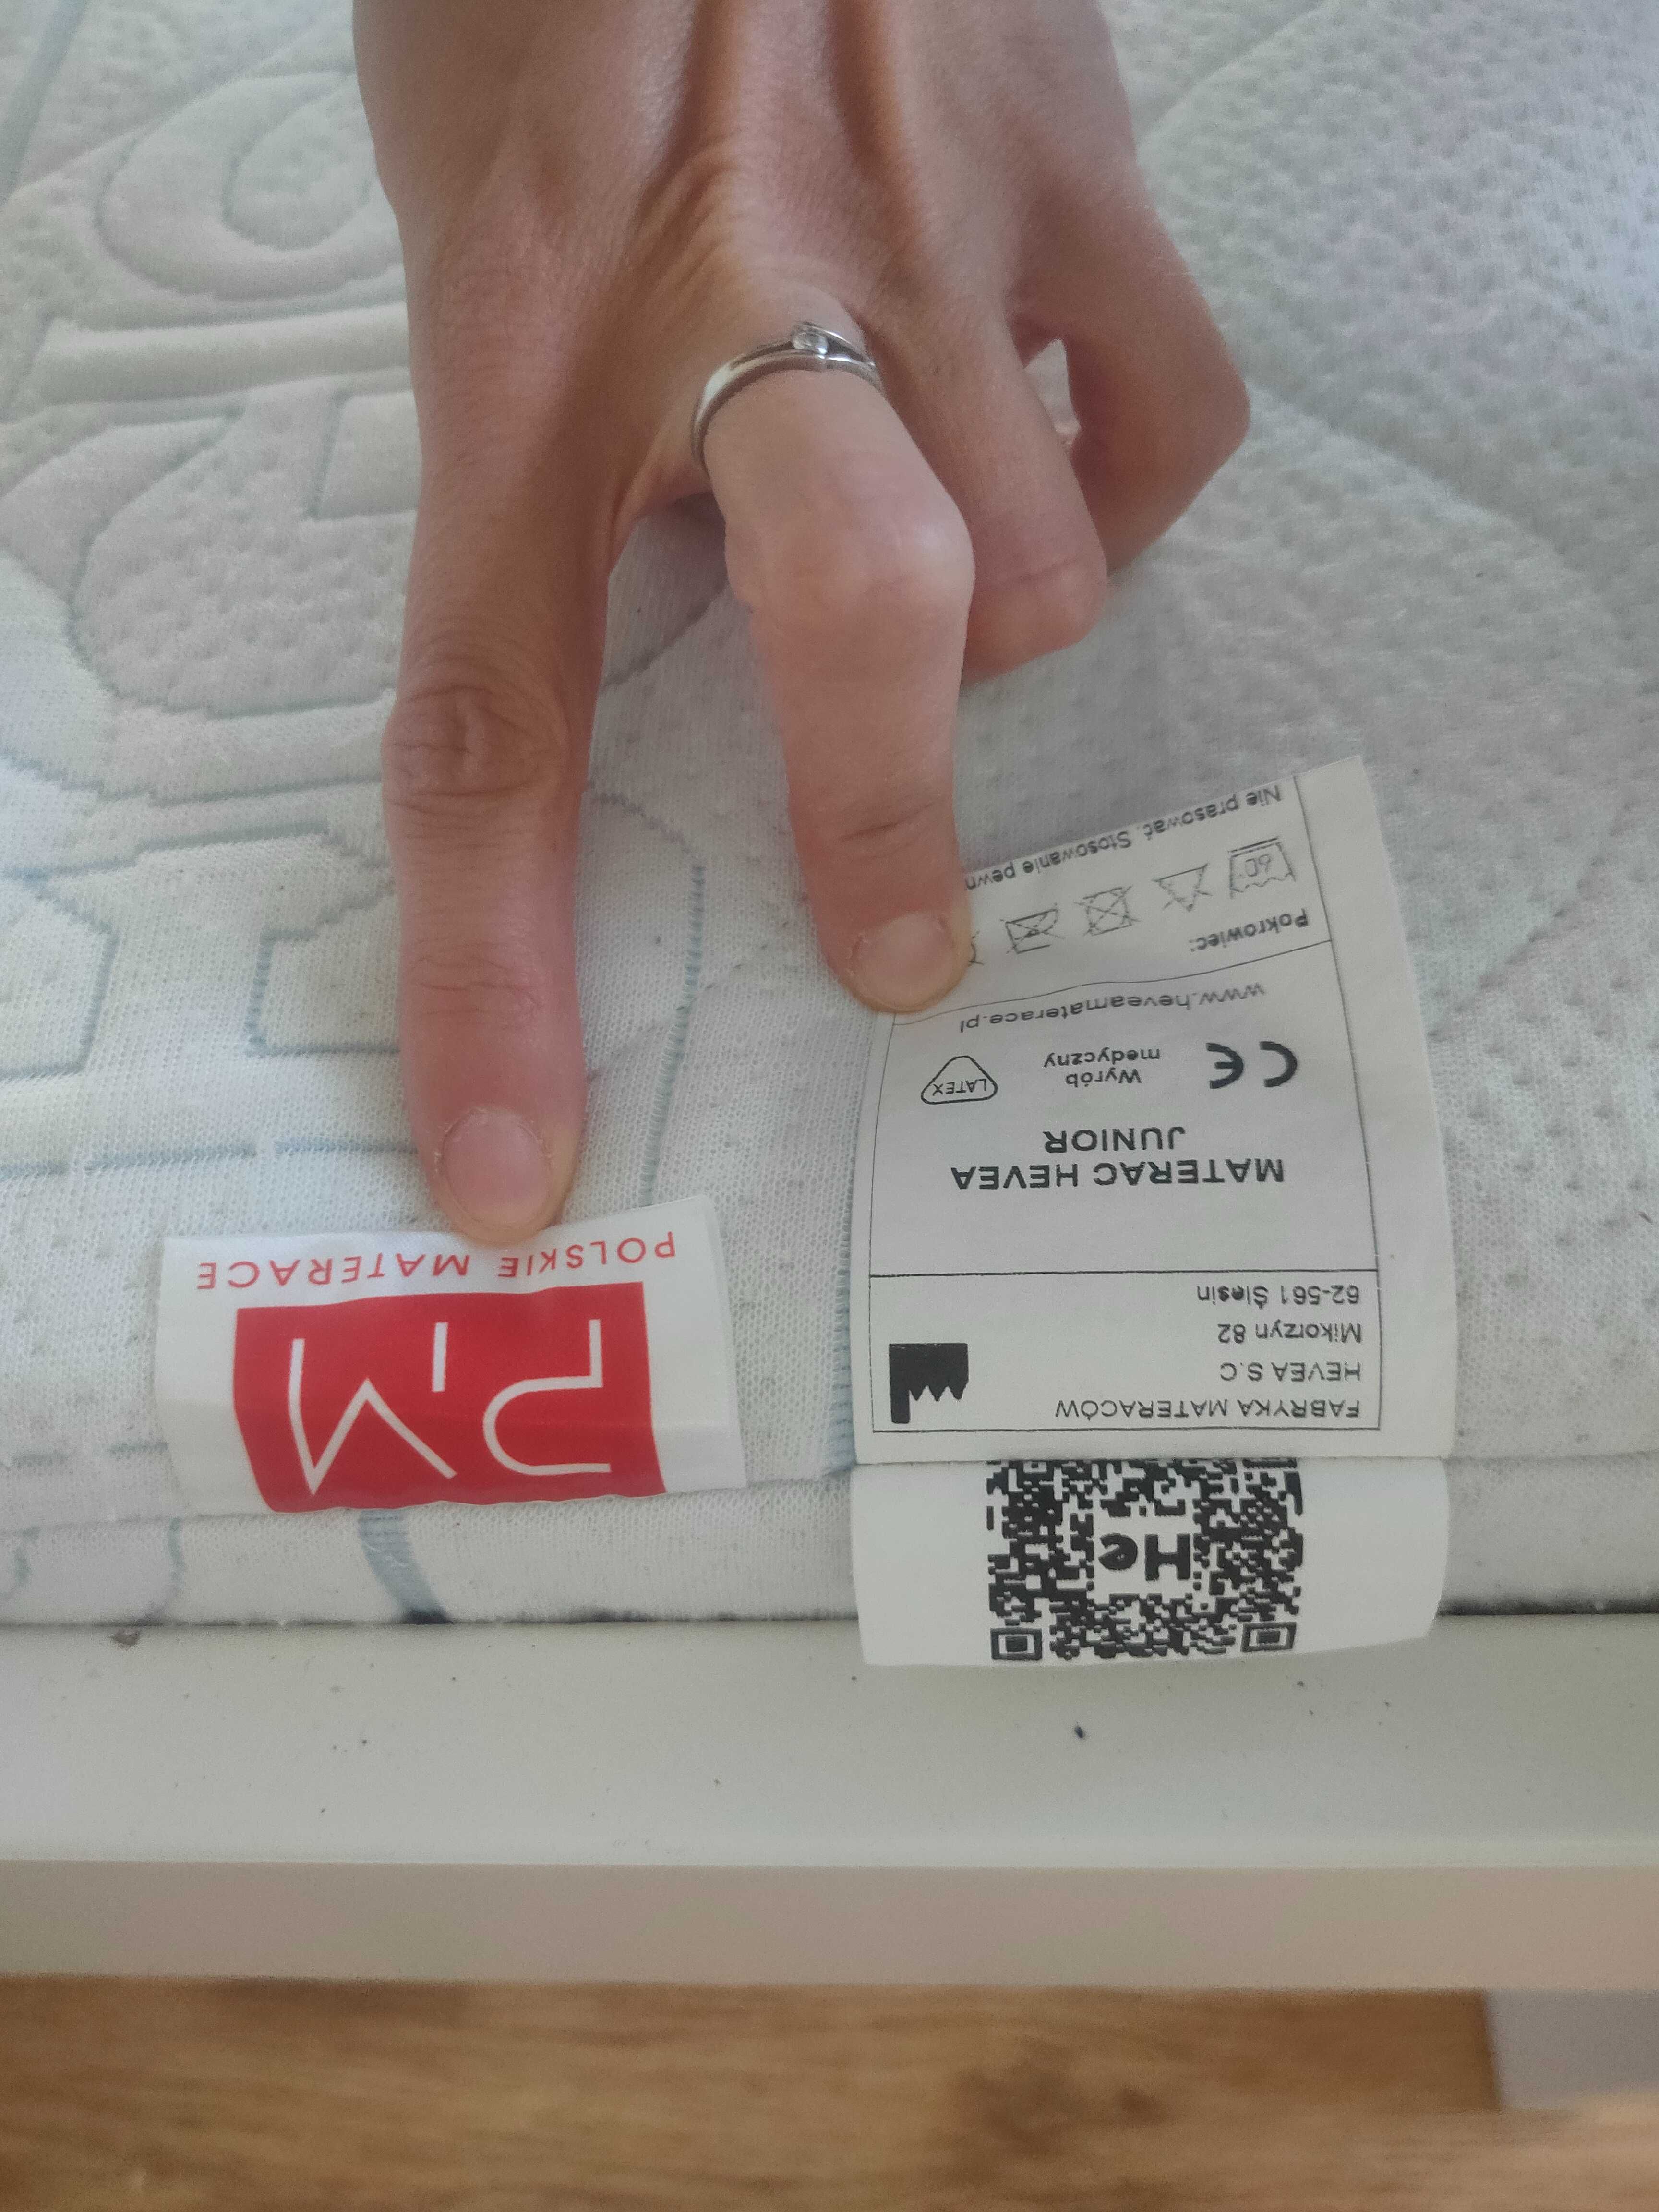 FABRYKA MATERACÓW
HEVEA S.C
Mikorzyn 82
62-561 Ślesin
MATERAC HEVEA
JUNIOR
CE
Wyrób
medyczny
LATEX
www.heveamaterace.pl
Pokrowiec:
60
Nie prasować. Stosowanie
He
PM
POLSKIE MATERACE